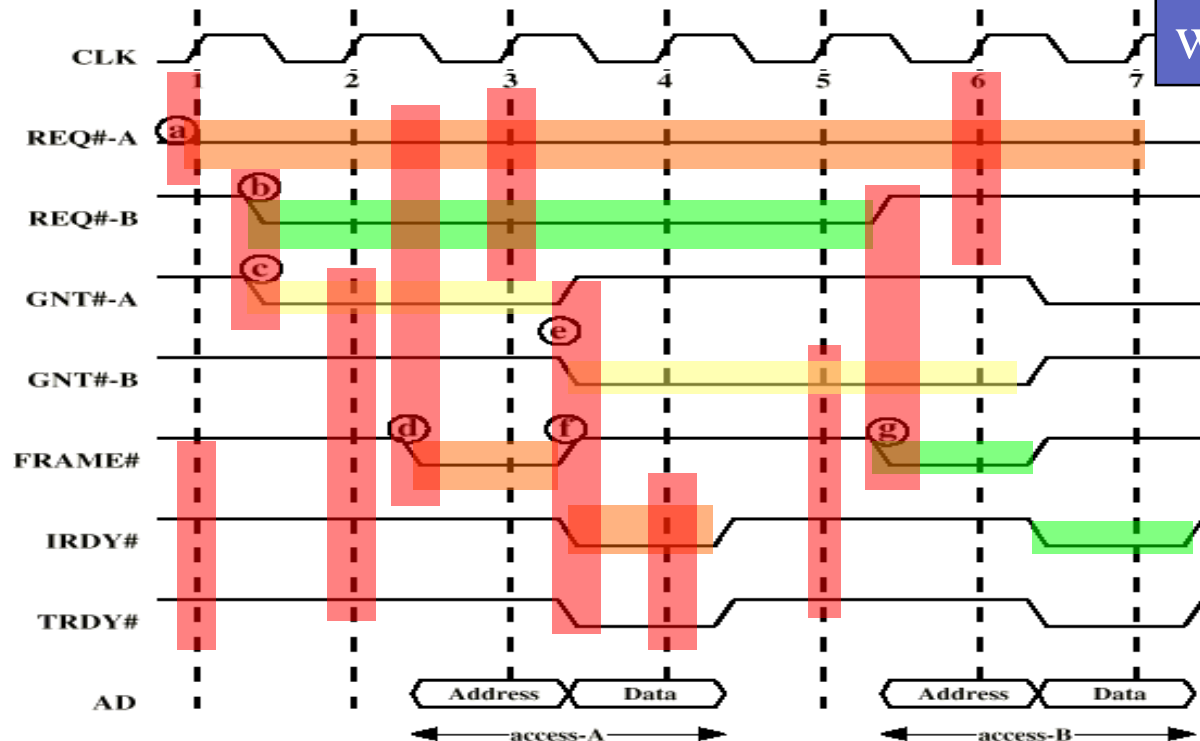 W
CLK
1 2 3 4 5 6 7
a
REQ#-A
b
REQ#-B
c
GNT#-A
e
GNT#-B
d f g
FRAME#
IRDY#
TRDY#
AD Address Data Address Data
access-A access-B